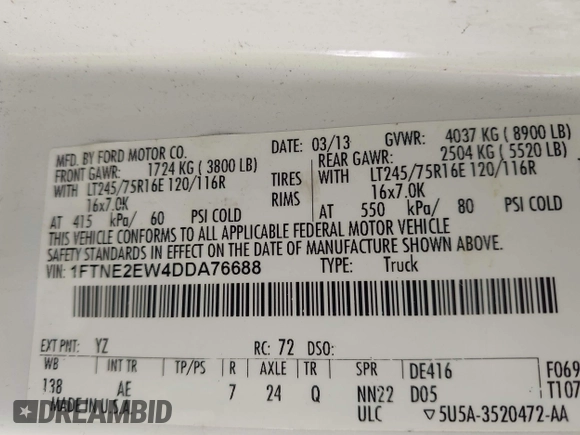 MFD. BY FORD MOTOR CO.
DATE: 03/13 GVWR: 4037 KG ( 8900 LB)
FRONT GAWR: 1724 KG ( 3800 LB) REAR GAWR: 2504 KG ( 5520 LB)
WITH LT245/75R16E 120/116R TIRES WITH LT245/75R16E 120/116R
16x7.0K RIMS 16x7.0K
AT 415 kPa/ 60 PSI COLD AT 550 kPa/ 80 PSI COLD
THIS VEHICLE CONFORMS TO ALL APPLICABLE FEDERAL MOTOR VEHICLE
SAFETY STANDARDS IN EFFECT ON THE DATE OF MANUFACTURE SHOWN ABOVE.
VIN: 1FTNE2EW4DDA76688 TYPE: Truck
EXT PNT: YZ RC: 72 DSO:
WB INT TR TP/PS R AXLE TR SPR DE416 F069
138 AE 7 24 Q NN22 D05 T107
MADE IN U.S.A. ULC ▽5U5A-3520472-AA
DREAMBID